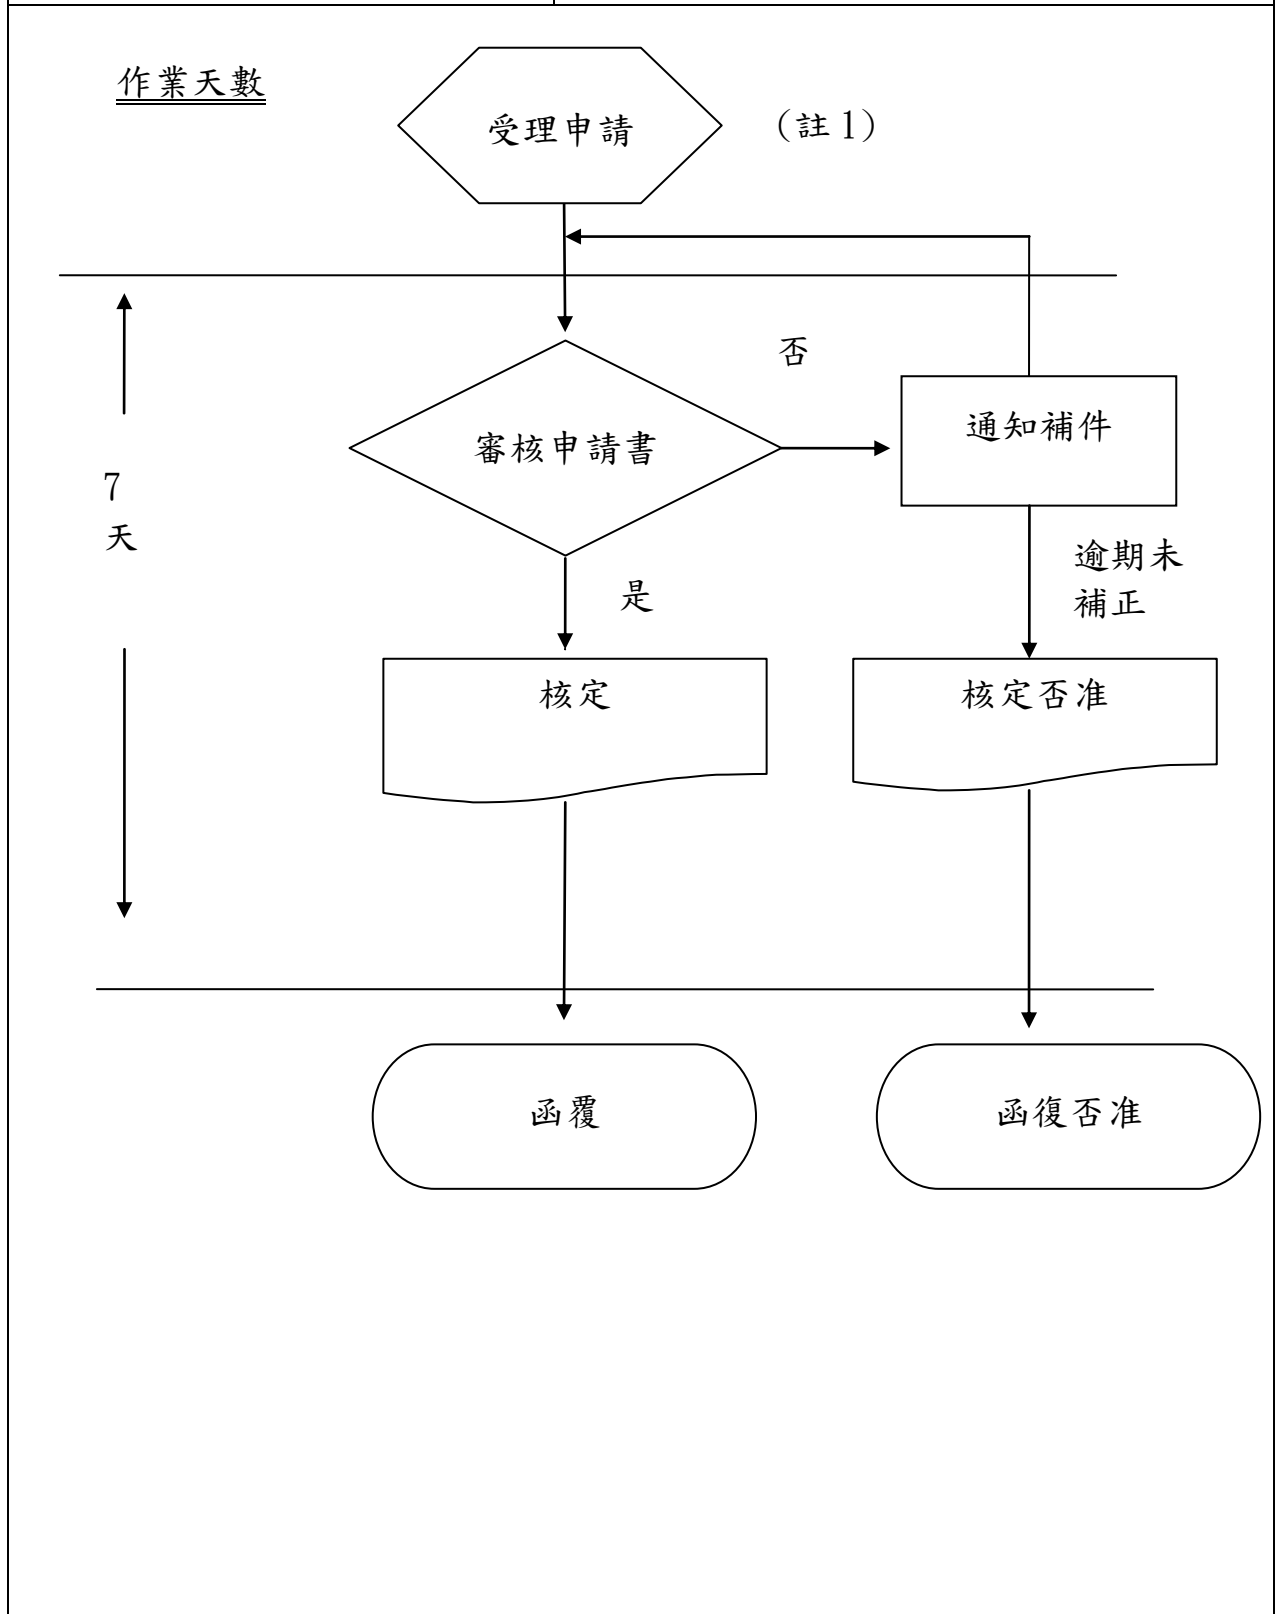 作業天數
受理申請
（註 1）
否
審核申請書
通知補件
7
天
逾期未
補正
是
核定
核定否准
函覆
函復否准